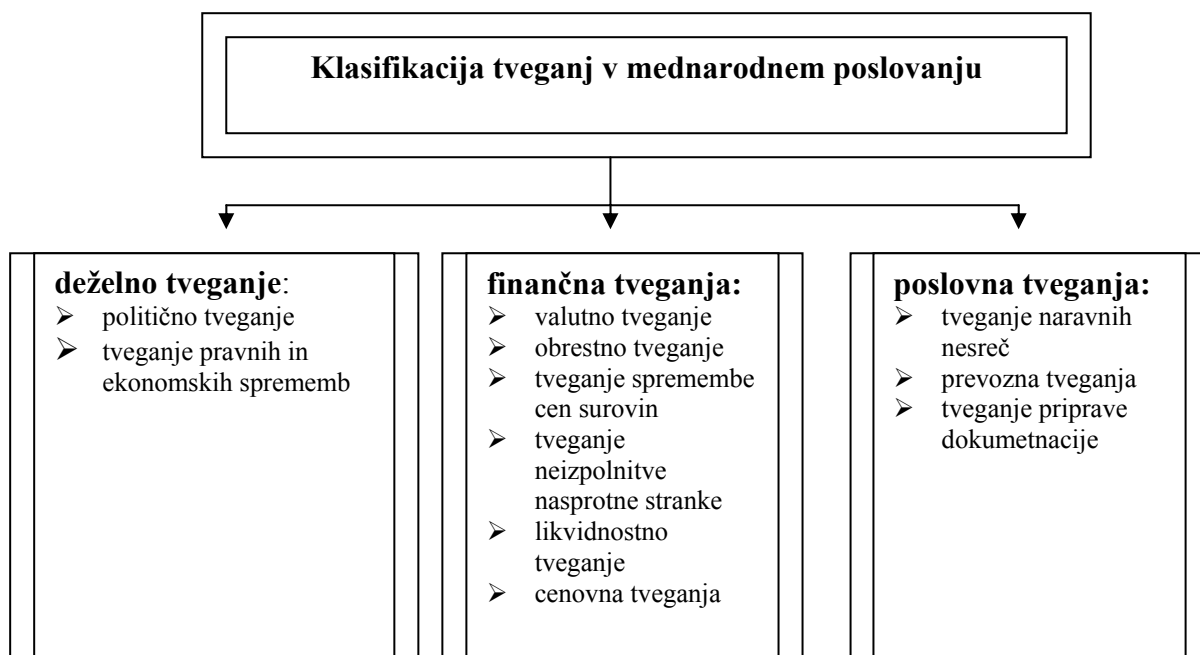 Klasifikacija tveganj v mednarodnem poslovanju
deželno tveganje:
➢ politično tveganje
➢ tveganje pravnih in
ekonomskih sprememb
finančna tveganja:
➢ valutno tveganje
➢ obrestno tveganje
➢ tveganje spremembe
cen surovin
➢ tveganje
neizpolnitve
nasprotne stranke
➢ likvidnostno
tveganje
➢ cenovna tveganja
poslovna tveganja:
➢ tveganje naravnih
nesreč
➢ prevozna tveganja
➢ tveganje priprave
dokumetnacije